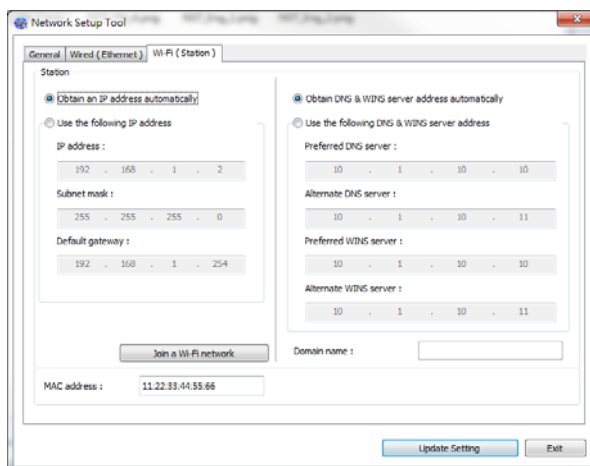 Network Setup Tool
General Wired ( Ethernet ) Wi-Fi ( Station )
Station
Obtain an IP address automatically
Use the following IP address
IP address :
192 . 168 . 1 . 2
Subnet mask :
255 . 255 . 255 . 0
Default gateway :
192 . 168 . 1 . 254
Join a Wi-Fi network
Obtain DNS & WINS server address automatically
Use the following DNS & WINS server address
Preferred DNS server :
10 . 1 . 10 . 10
Alternate DNS server :
10 . 1 . 10 . 11
Preferred WINS server :
10 . 1 . 10 . 10
Alternate WINS server :
10 . 1 . 10 . 11
Domain name :
MAC address : 11:22:33:44:55:66
Update Setting Exit